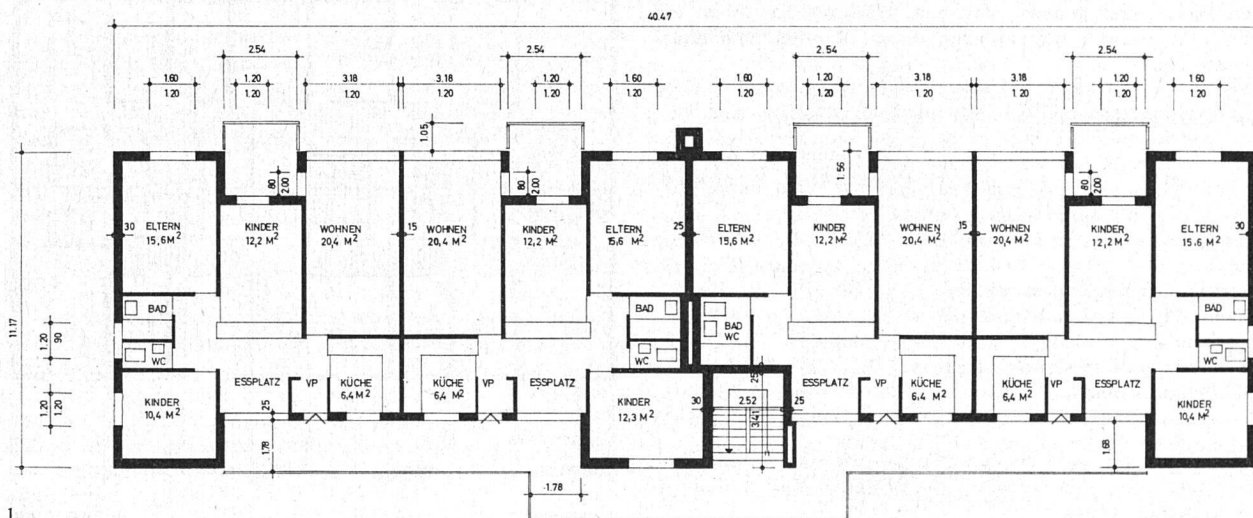 40.47
2.54 2.54 2.54 2.54
1.60 1.20 3.18 3.18 1.20 1.60 1.60 1.20 3.18 3.18 1.20 1.60
1.20 1.20 1.20 1.20 1.20 1.20 1.20 1.20 1.20 1.20 1.20 1.20
1.05
1.56
80 2.00 80 2.00 80 2.00
11.17
30 15 25 15 30
ELTERN KINDER WOHNEN WOHNEN KINDER ELTERN ELTERN KINDER WOHNEN WOHNEN KINDER ELTERN
15,6 M² 12,2 M² 20,4 M² 20,4 M² 12,2 M² 15,6 M² 15,6 M² 12,2 M² 20,4 M² 20,4 M² 12,2 M² 15.6 M²
BAD BAD BAD WC BAD
1.20 90
WC WC WC
25
ESSPLATZ VP KÜCHE KÜCHE VP ESSPLATZ ESSPLATZ VP KÜCHE KÜCHE VP ESSPLATZ
6,4 M² 6,4 M² 6,4 M² 6,4 M²
KINDER KINDER KINDER
10,4 M² 12,3 M² 10,4 M²
1.20 1.20
25 30 2.52 25
3.41
1.78 1.68
1.78
1